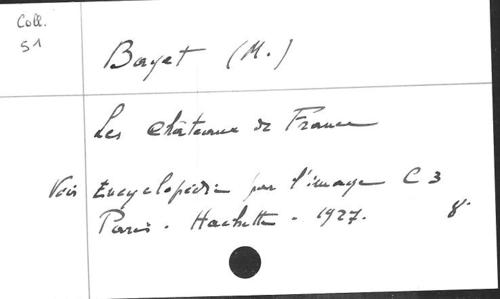 Coll.
51
Bayet (M.)
Les châteaux de France
Voir Encyclopédie par l'image C 3
Paris. Hachette. 1927. 8°